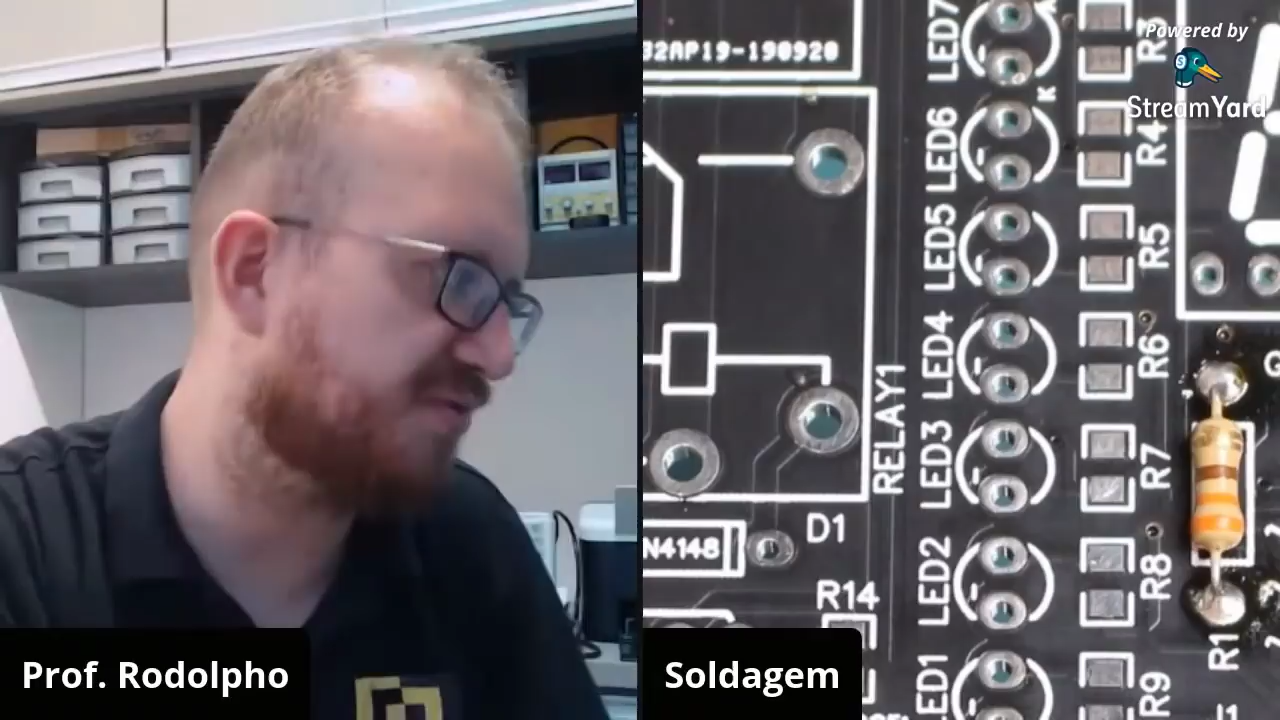 Prof. Rodolpho
Soldagem
Powered by
StreamYard
32AP19-190920
LED7
K
LED6
R4
LED5
R5
LED4
R6
RELAY1
LED3
R7
D1
N4148
LED2
R8
R14
LED1
R9
R1